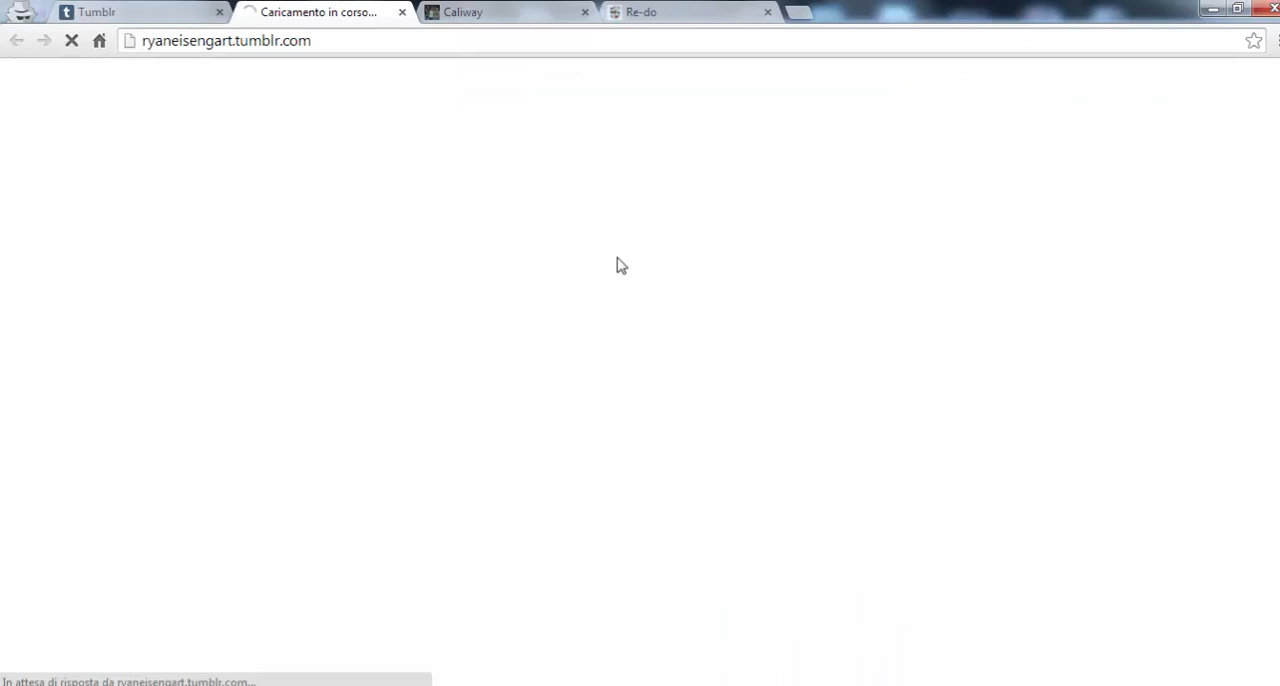 Tumblr
Caricamento in corso...
Caliway
Re-do
ryaneisengart.tumblr.com
In attesa di risposta da ryaneisengart.tumblr.com...